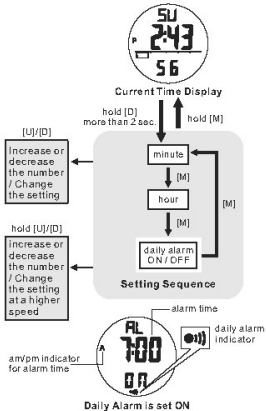 SU
P 2:43
56
Current Time Display
hold [D]
more than 2 sec.
hold [M]
[U]/[D]
Increase or
decrease
the number
/ Change
the setting
minute
[M]
hour
[M]
[M]
daily alarm
ON / OFF
Setting Sequence
hold [U]/[D]
increase or
decrease
the number
/ Change
the setting
at a higher
speed
alarm time
AL
A 7:00
ON
daily alarm
indicator
am/pm indicator
for alarm time
Daily Alarm is set ON